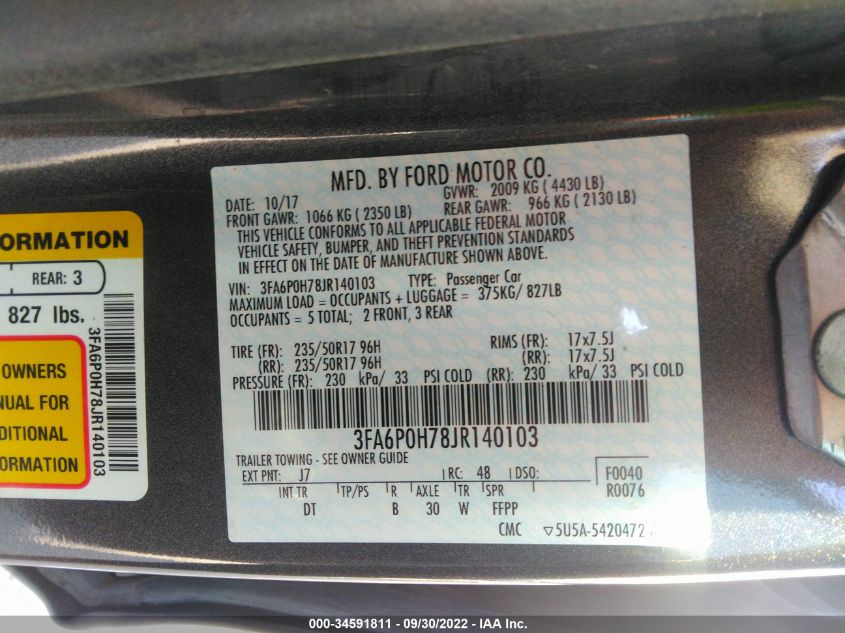 ORMATION
REAR: 3
827 lbs.
OWNERS
NUAL FOR
DITIONAL
FORMATION
3FA6P0H78JR140103
MFD. BY FORD MOTOR CO.
DATE: 10/17 GVWR: 2009 KG ( 4430 LB)
FRONT GAWR: 1066 KG ( 2350 LB) REAR GAWR: 966 KG ( 2130 LB)
THIS VEHICLE CONFORMS TO ALL APPLICABLE FEDERAL MOTOR
VEHICLE SAFETY, BUMPER, AND THEFT PREVENTION STANDARDS
IN EFFECT ON THE DATE OF MANUFACTURE SHOWN ABOVE.
VIN: 3FA6P0H78JR140103 TYPE: Passenger Car
MAXIMUM LOAD = OCCUPANTS + LUGGAGE = 375KG/ 827LB
OCCUPANTS = 5 TOTAL; 2 FRONT, 3 REAR
TIRE (FR): 235/50R17 96H RIMS (FR): 17x7.5J
(RR): 235/50R17 96H (RR): 17x7.5J
PRESSURE (FR): 230 kPa/ 33 PSI COLD (RR): 230 kPa/ 33 PSI COLD
3FA6P0H78JR140103
TRAILER TOWING - SEE OWNER GUIDE
EXT PNT: J7 RC: 48 DSO: F0040
INT TR TP/PS R AXLE TR SPR R0076
DT B 30 W FFPP
CMC ▽5U5A-5420472
000-34591811 - 09/30/2022 - IAA Inc.